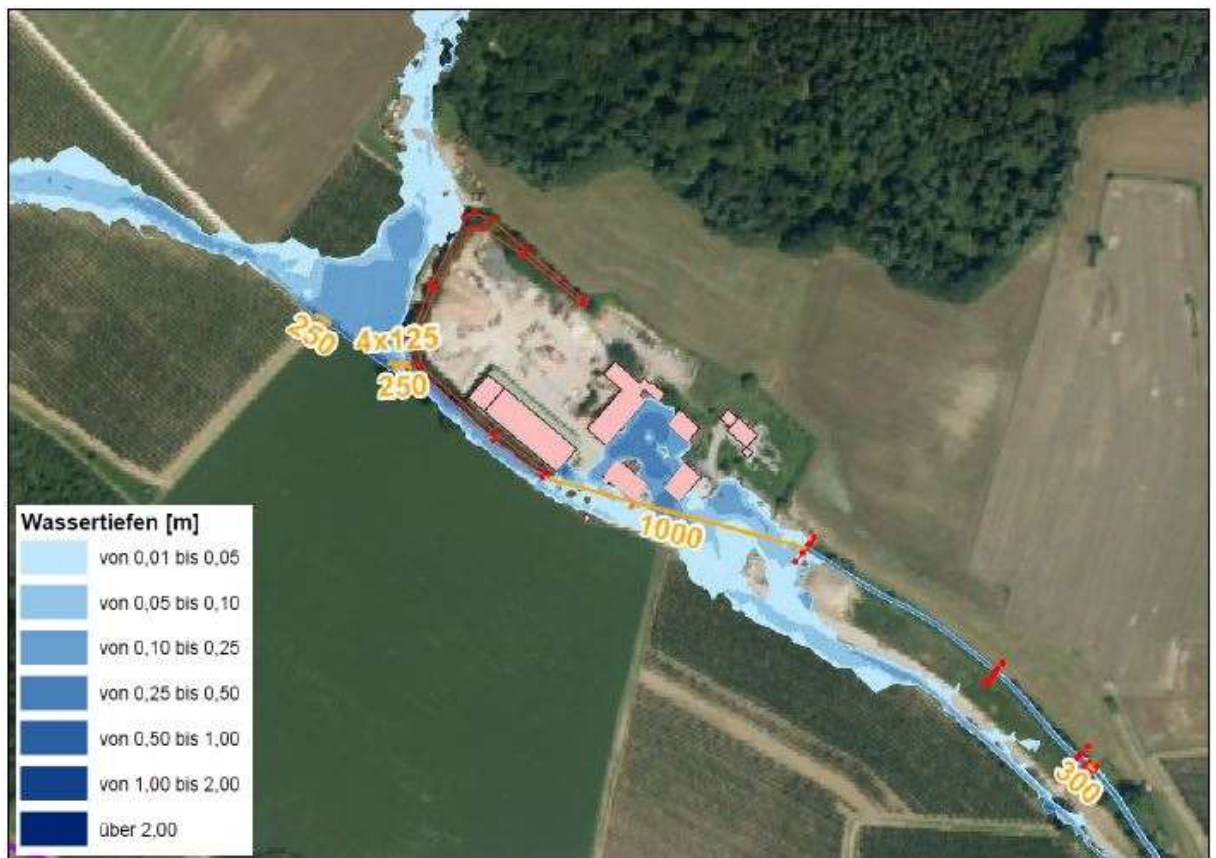 250
4x125
250
1000
300
Wassertiefen [m]
von 0,01 bis 0,05
von 0,05 bis 0,10
von 0,10 bis 0,25
von 0,25 bis 0,50
von 0,50 bis 1,00
von 1,00 bis 2,00
über 2,00